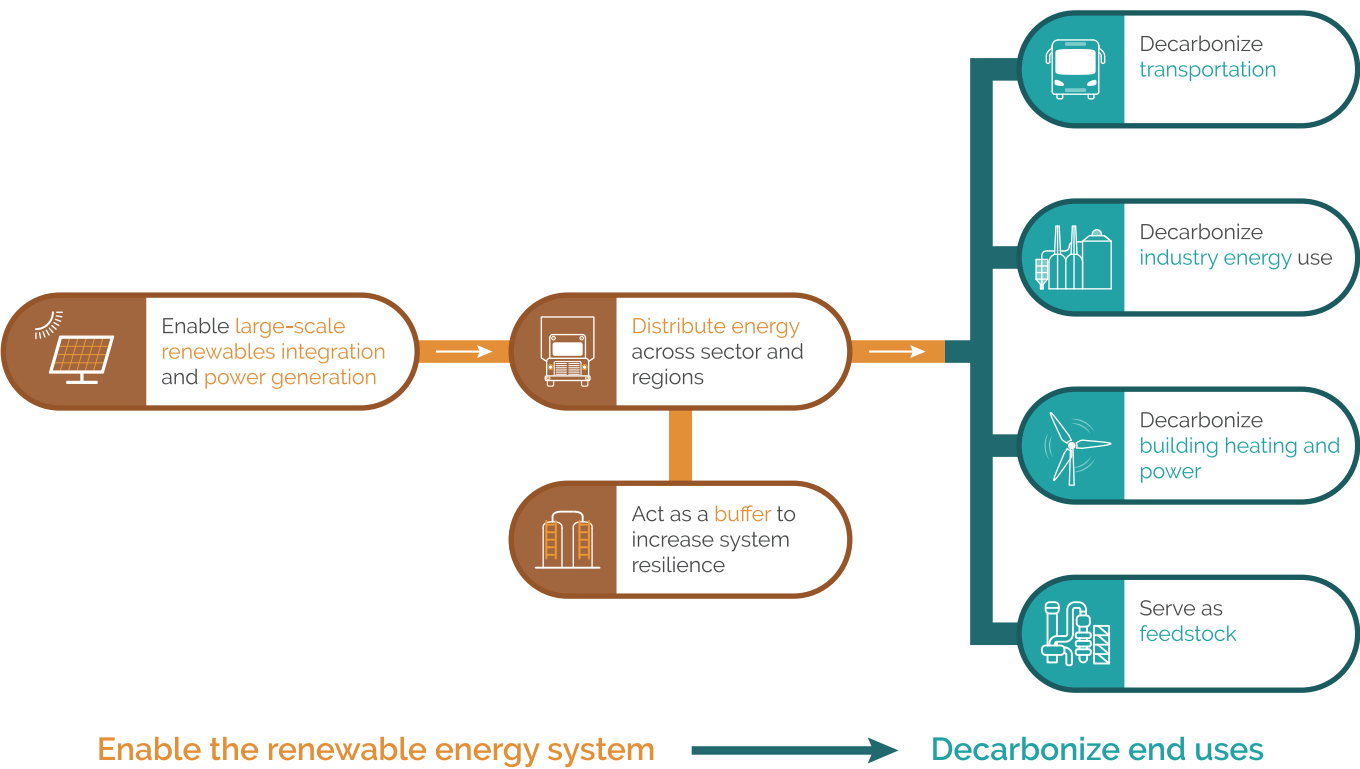 Decarbonize
transportation
Decarbonize
industry energy use
Enable large-scale
renewables integration
and power generation
Distribute energy
across sector and
regions
Decarbonize
building heating and
power
Act as a buffer to
increase system
resilience
Serve as
feedstock
Enable the renewable energy system
Decarbonize end uses